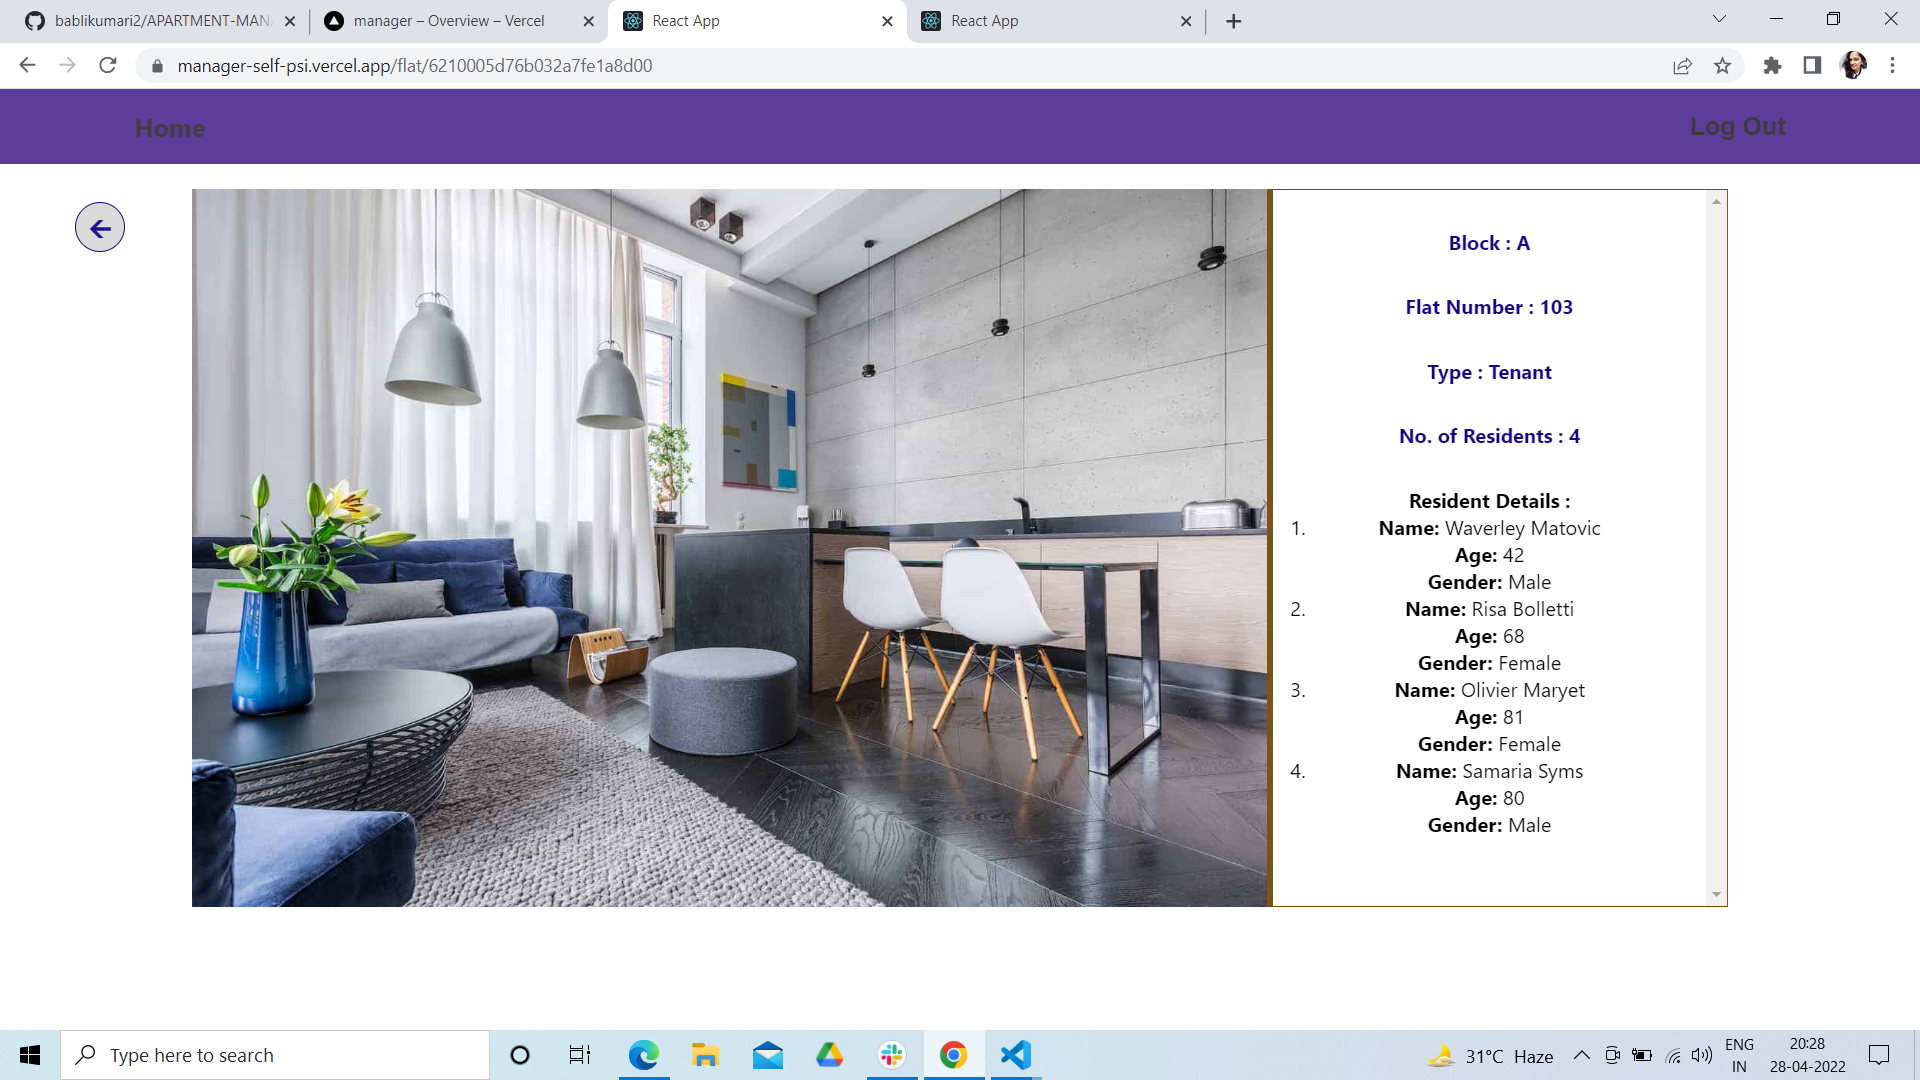 bablikumari2/APARTMENT-MANA
manager – Overview – Vercel
React App
React App
manager-self-psi.vercel.app/flat/6210005d76b032a7fe1a8d00
Home
Log Out
Block : A
Flat Number : 103
Type : Tenant
No. of Residents : 4
Resident Details :
1. Name: Waverley Matovic
Age: 42
Gender: Male
2. Name: Risa Bolletti
Age: 68
Gender: Female
3. Name: Olivier Maryet
Age: 81
Gender: Female
4. Name: Samaria Syms
Age: 80
Gender: Male
Type here to search
31°C Haze
ENG
IN
20:28
28-04-2022